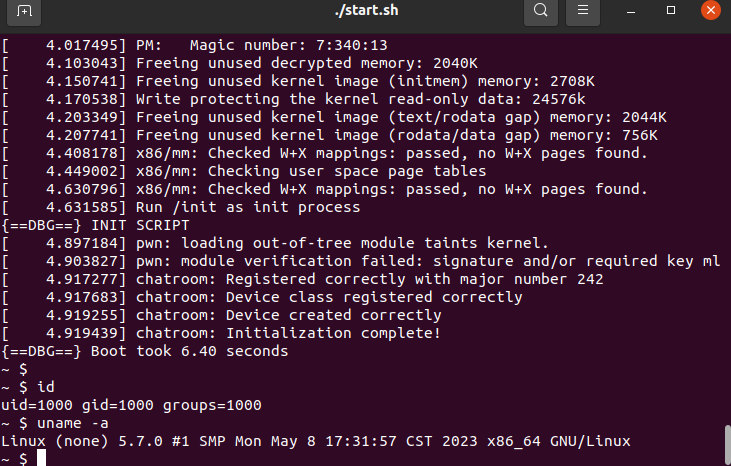 ./start.sh
[    4.017495] PM:   Magic number: 7:340:13
[    4.103043] Freeing unused decrypted memory: 2040K
[    4.150741] Freeing unused kernel image (initmem) memory: 2708K
[    4.170538] Write protecting the kernel read-only data: 24576k
[    4.203349] Freeing unused kernel image (text/rodata gap) memory: 2044K
[    4.207741] Freeing unused kernel image (rodata/data gap) memory: 756K
[    4.408178] x86/mm: Checked W+X mappings: passed, no W+X pages found.
[    4.449002] x86/mm: Checking user space page tables
[    4.630796] x86/mm: Checked W+X mappings: passed, no W+X pages found.
[    4.631585] Run /init as init process
{==DBG==} INIT SCRIPT
[    4.897184] pwn: loading out-of-tree module taints kernel.
[    4.903827] pwn: module verification failed: signature and/or required key ml
[    4.917277] chatroom: Registered correctly with major number 242
[    4.917683] chatroom: Device class registered correctly
[    4.919255] chatroom: Device created correctly
[    4.919439] chatroom: Initialization complete!
{==DBG==} Boot took 6.40 seconds
~ $
~ $ id
uid=1000 gid=1000 groups=1000
~ $ uname -a
Linux (none) 5.7.0 #1 SMP Mon May 8 17:31:57 CST 2023 x86_64 GNU/Linux
~ $